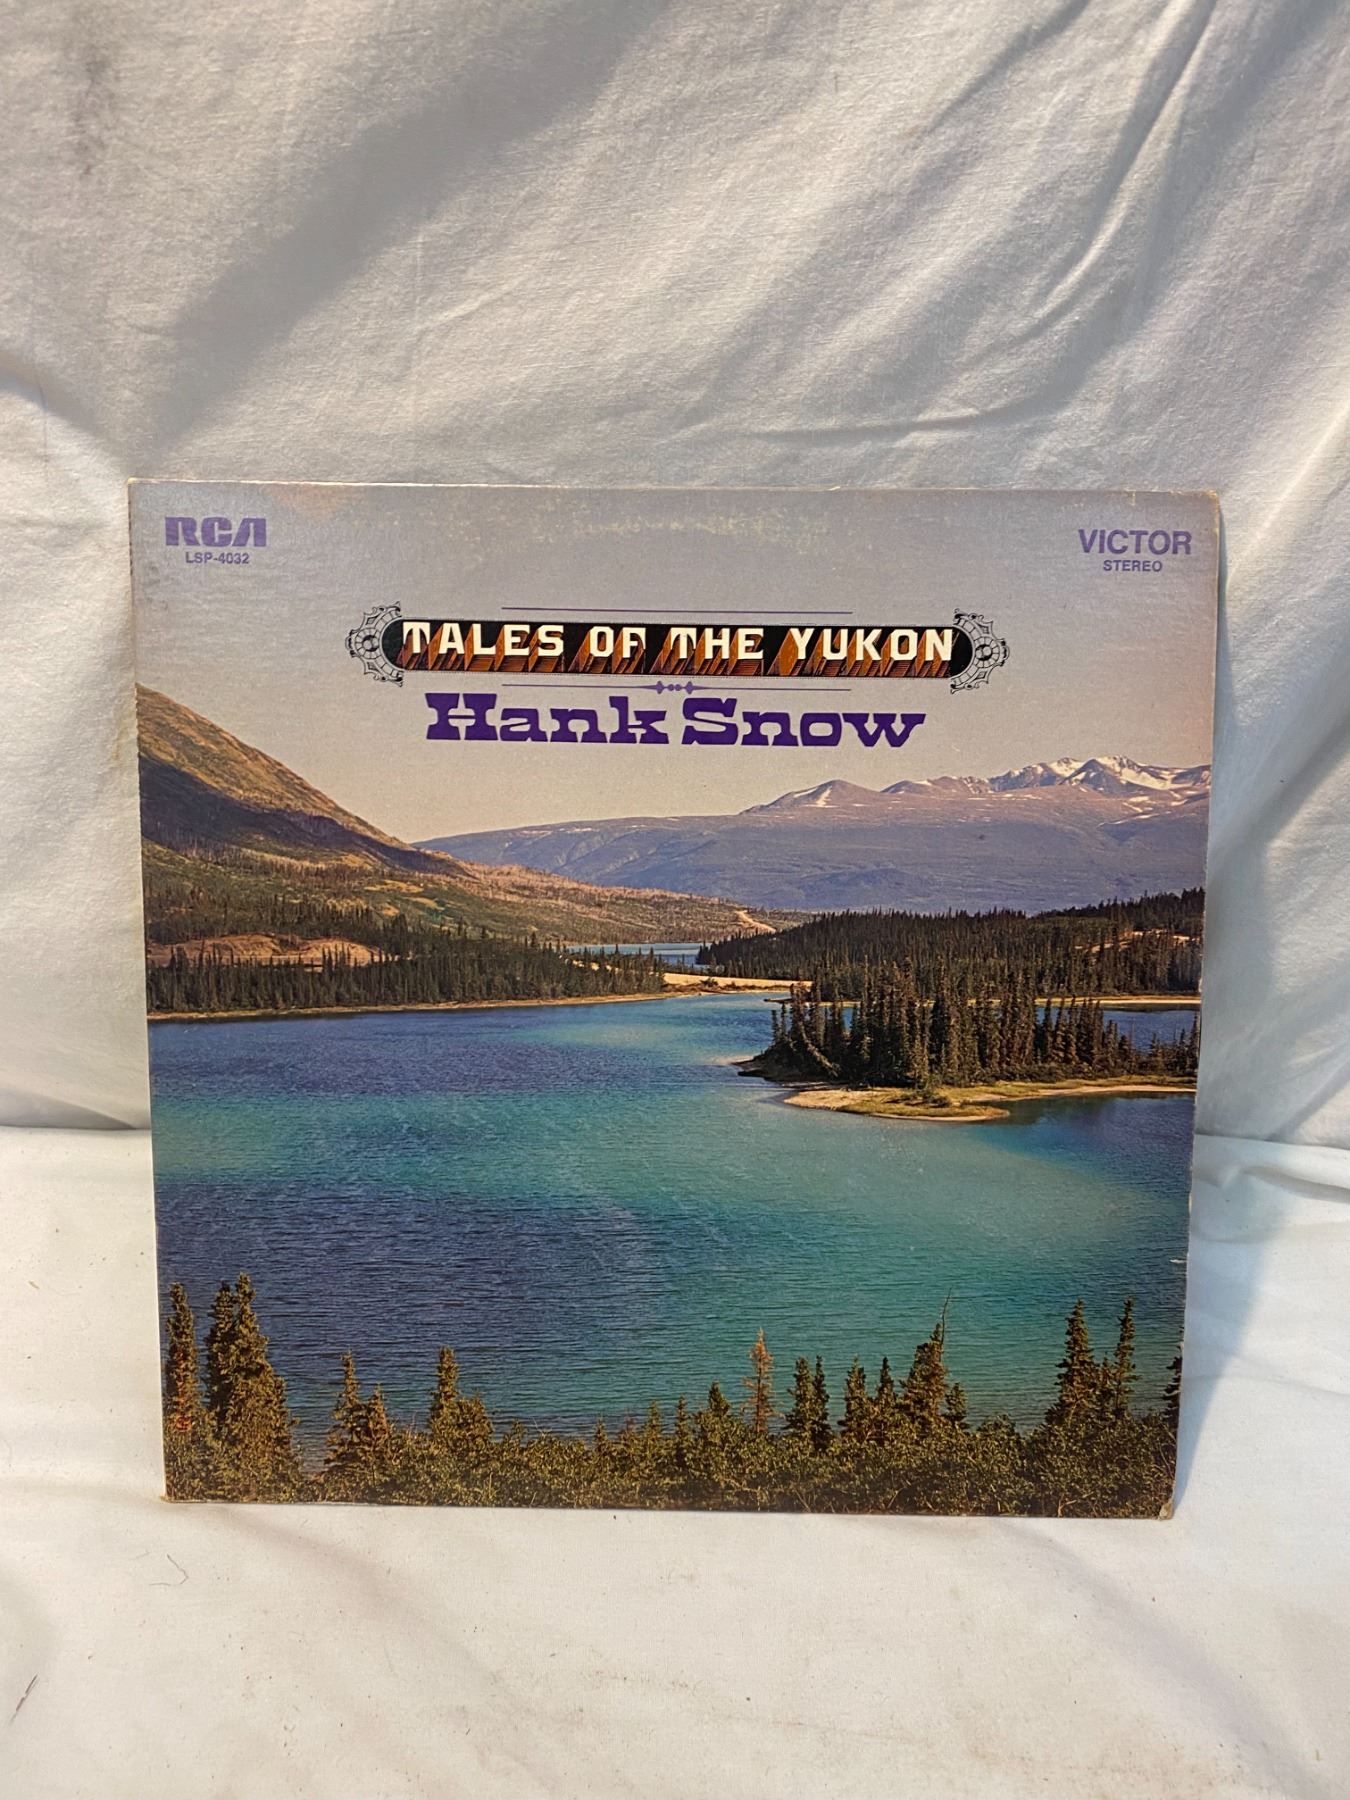 RCA
LSP-4032
VICTOR
STEREO
TALES OF THE YUKON
Hank Snow